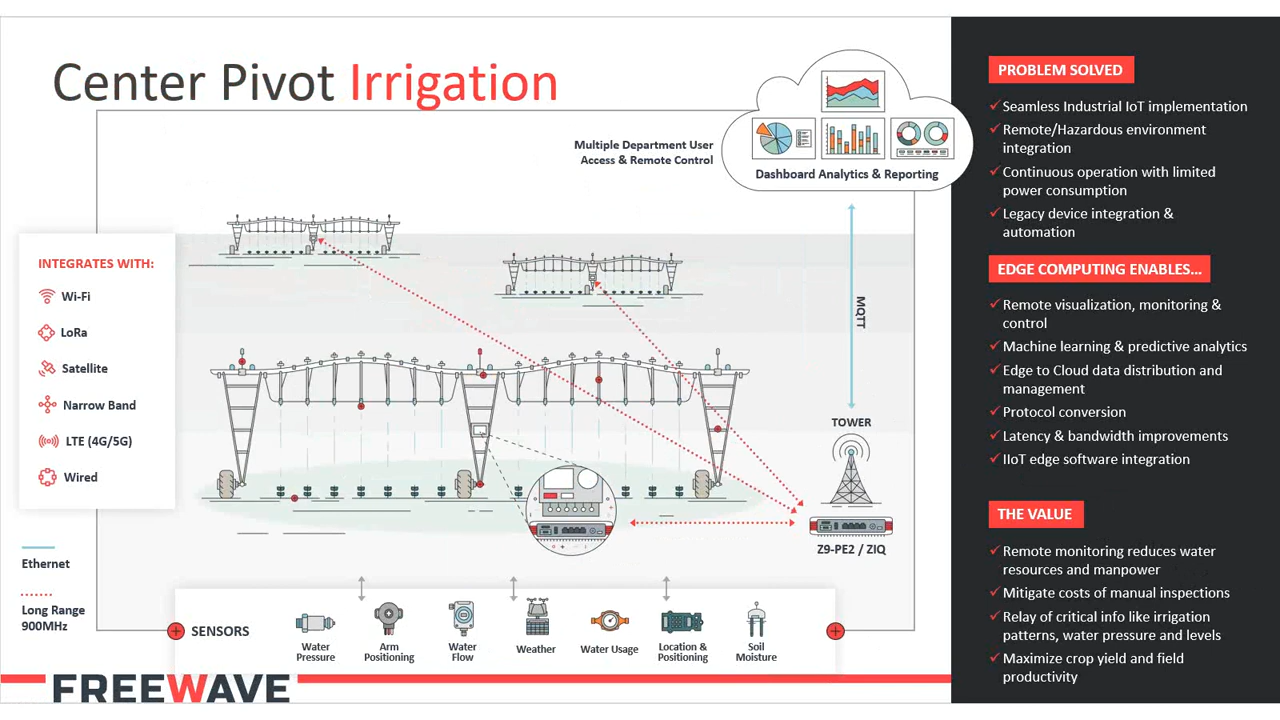 Center Pivot Irrigation
Multiple Department User
Access & Remote Control
Dashboard Analytics & Reporting
INTEGRATES WITH:
Wi-Fi
LoRa
Satellite
Narrow Band
LTE (4G/5G)
Wired
Ethernet
Long Range
900MHz
MQTT
TOWER
Z9-PE2 / ZIQ
SENSORS
Water
Pressure
Arm
Positioning
Water
Flow
Weather
Water Usage
Location &
Positioning
Soil
Moisture
FREEWAVE
PROBLEM SOLVED
✓Seamless Industrial IoT implementation
✓Remote/Hazardous environment
integration
✓Continuous operation with limited
power consumption
✓Legacy device integration &
automation
EDGE COMPUTING ENABLES...
✓Remote visualization, monitoring &
control
✓Machine learning & predictive analytics
✓Edge to Cloud data distribution and
management
✓Protocol conversion
✓Latency & bandwidth improvements
✓IIoT edge software integration
THE VALUE
✓Remote monitoring reduces water
resources and manpower
✓Mitigate costs of manual inspections
✓Relay of critical info like irrigation
patterns, water pressure and levels
✓Maximize crop yield and field
productivity